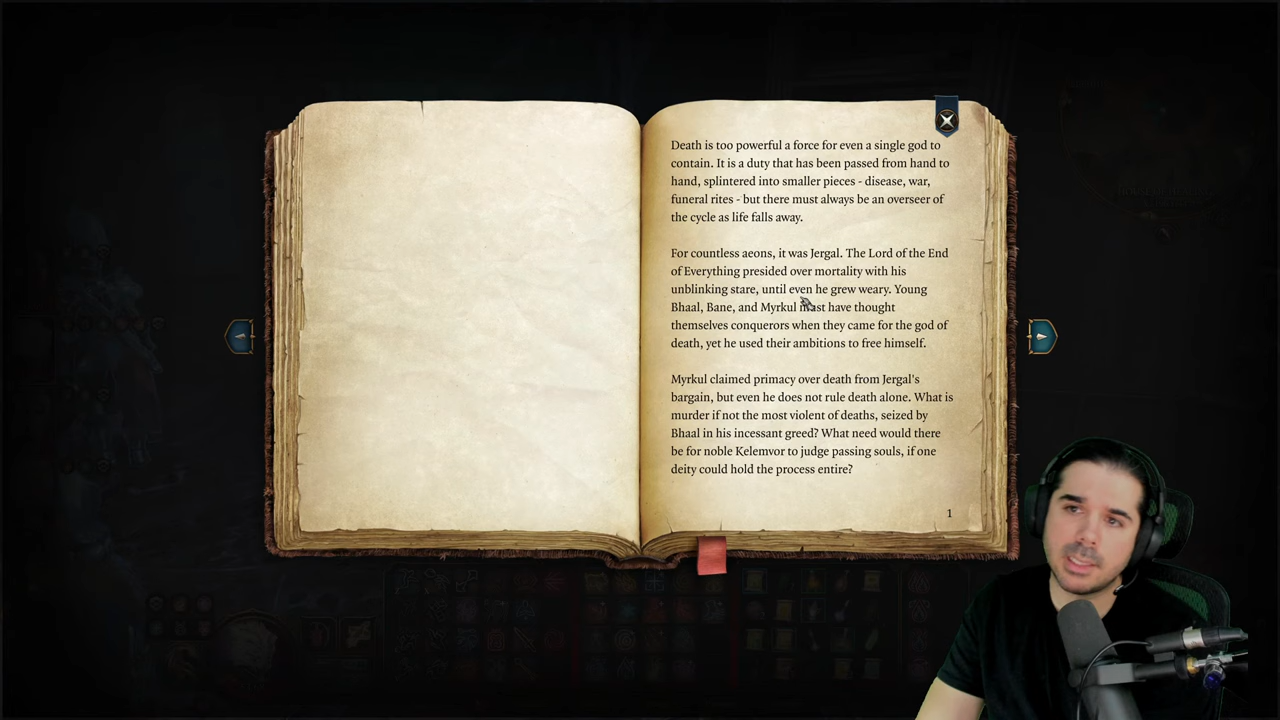 Death is too powerful a force for even a single god to
contain. It is a duty that has been passed from hand to
hand, splintered into smaller pieces - disease, war,
funeral rites - but there must always be an overseer of
the cycle as life falls away.
For countless aeons, it was Jergal. The Lord of the End
of Everything presided over mortality with his
unblinking stare, until even he grew weary. Young
Bhaal, Bane, and Myrkul must have thought
themselves conquerors when they came for the god of
death, yet he used their ambitions to free himself.
Myrkul claimed primacy over death from Jergal's
bargain, but even he does not rule death alone. What is
murder if not the most violent of deaths, seized by
Bhaal in his incessant greed? What need would there
be for noble Kelemvor to judge passing souls, if one
deity could hold the process entire?
1